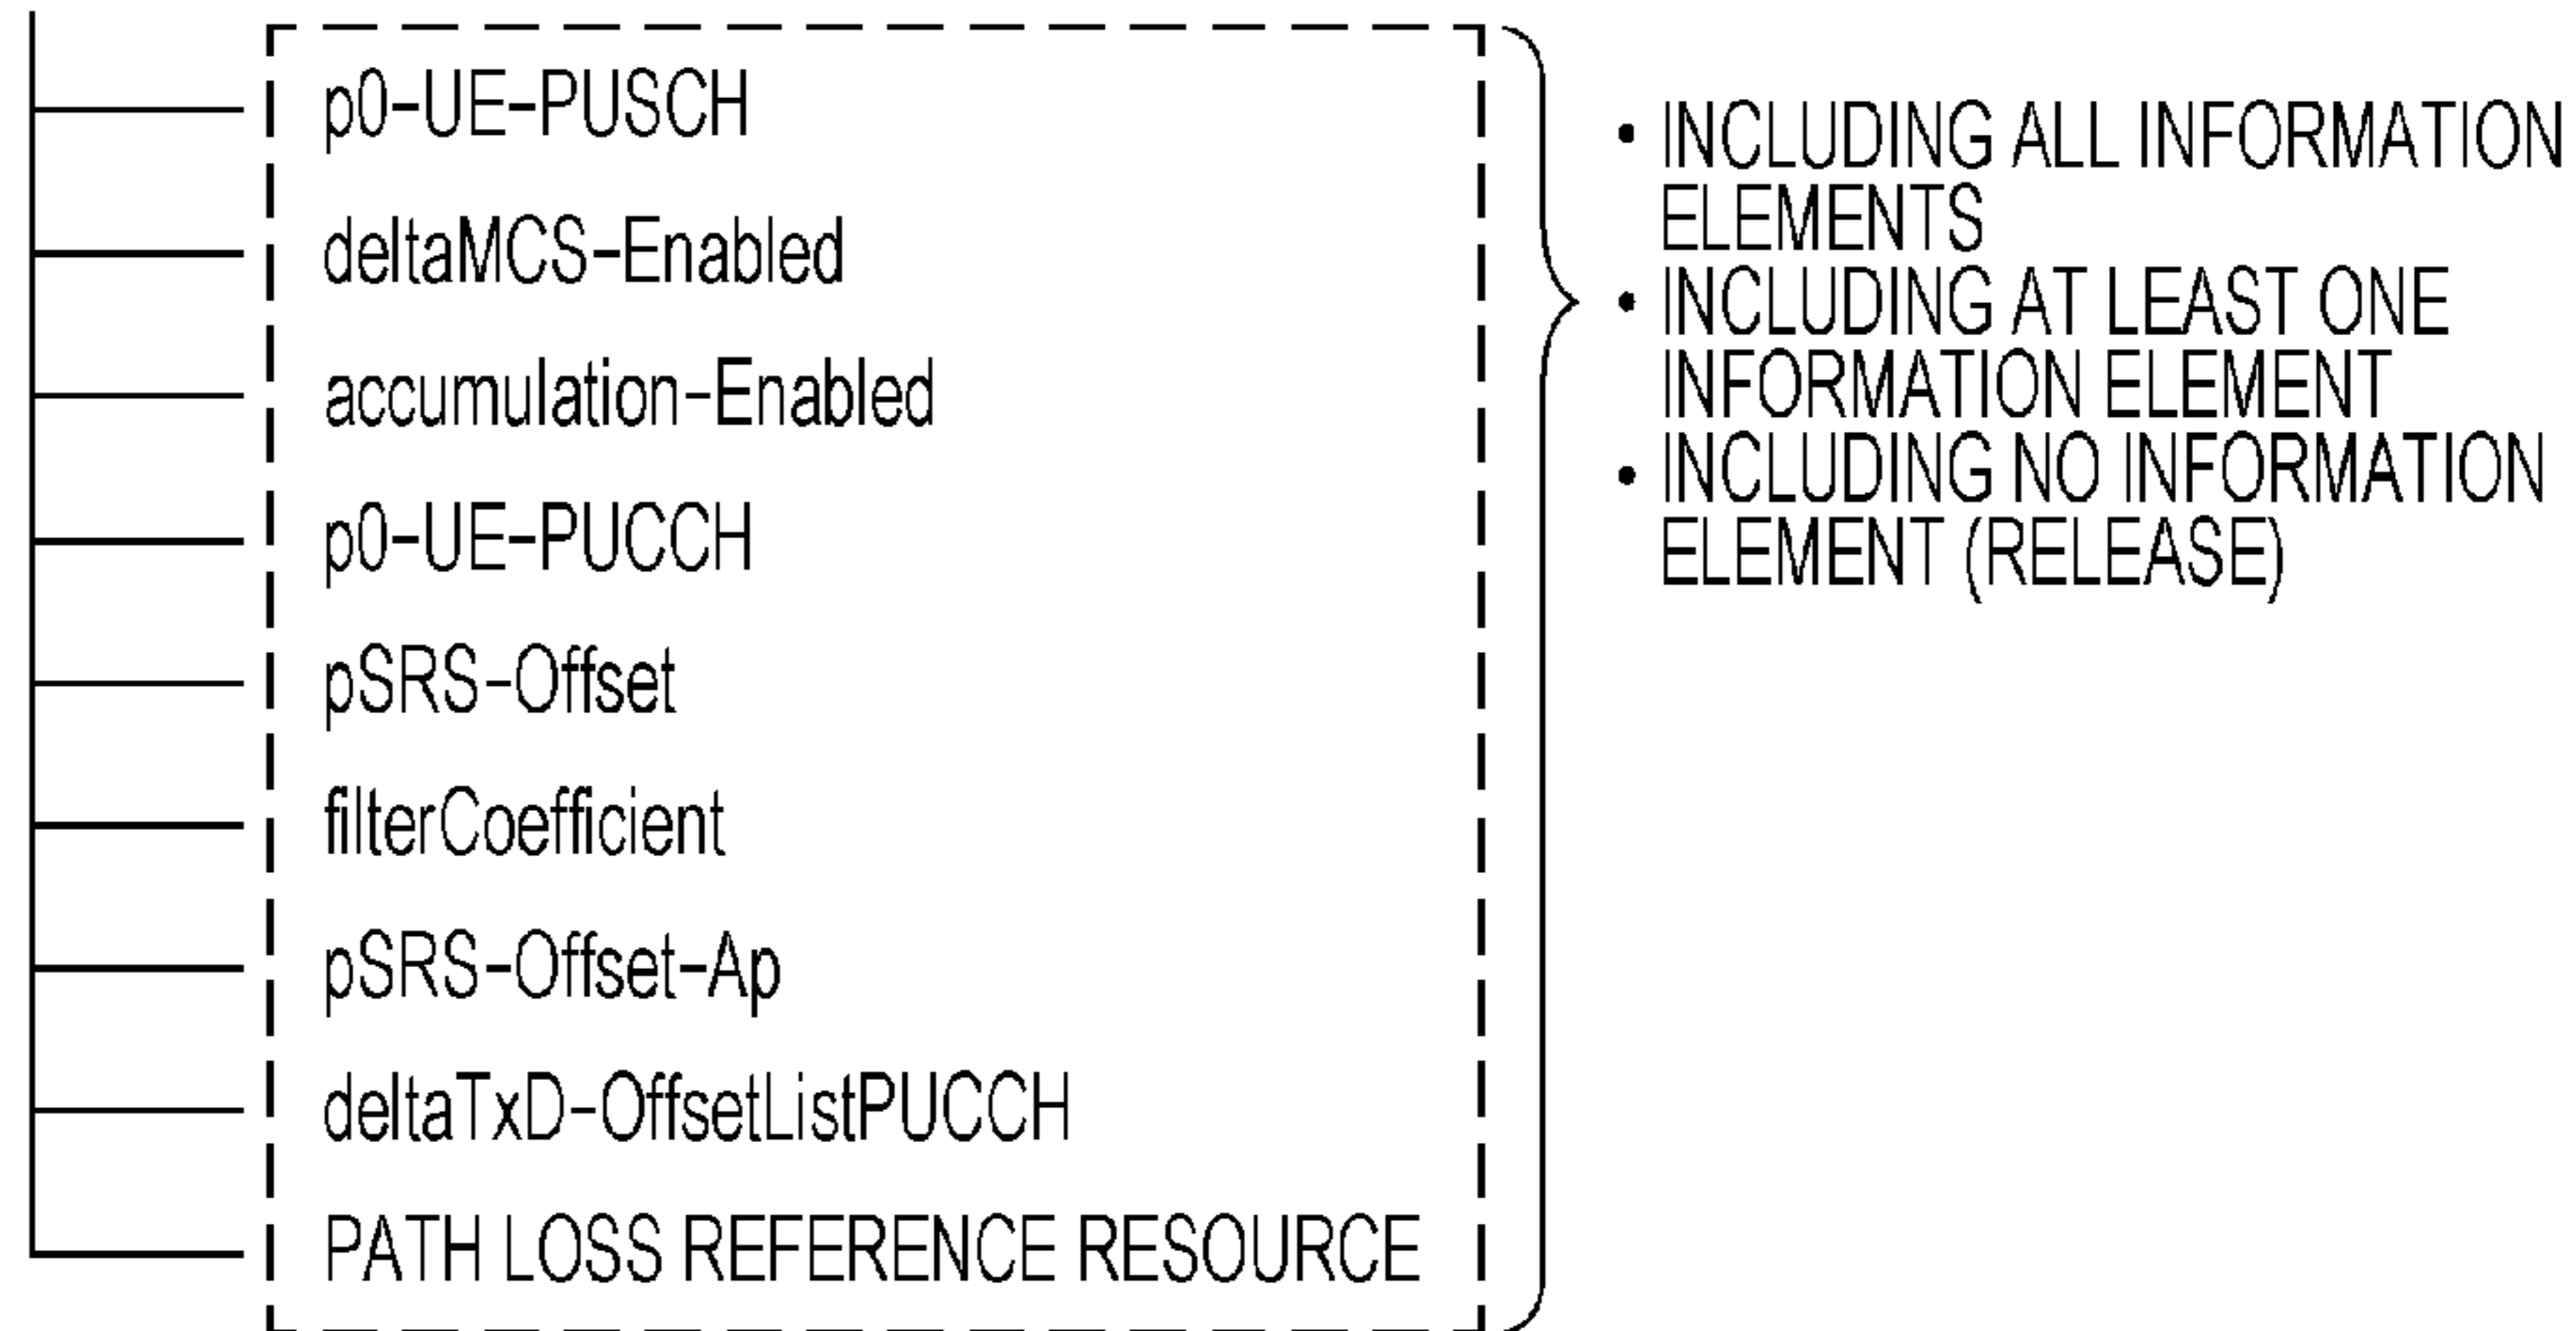 p0-UE-PUSCH
deltaMCS-Enabled
accumulation-Enabled
p0-UE-PUCCH
pSRS-Offset
filterCoefficient
pSRS-Offset-Ap
deltaTxD-OffsetListPUCCH
PATH LOSS REFERENCE RESOURCE
• INCLUDING ALL INFORMATION
ELEMENTS
• INCLUDING AT LEAST ONE
INFORMATION ELEMENT
• INCLUDING NO INFORMATION
ELEMENT (RELEASE)